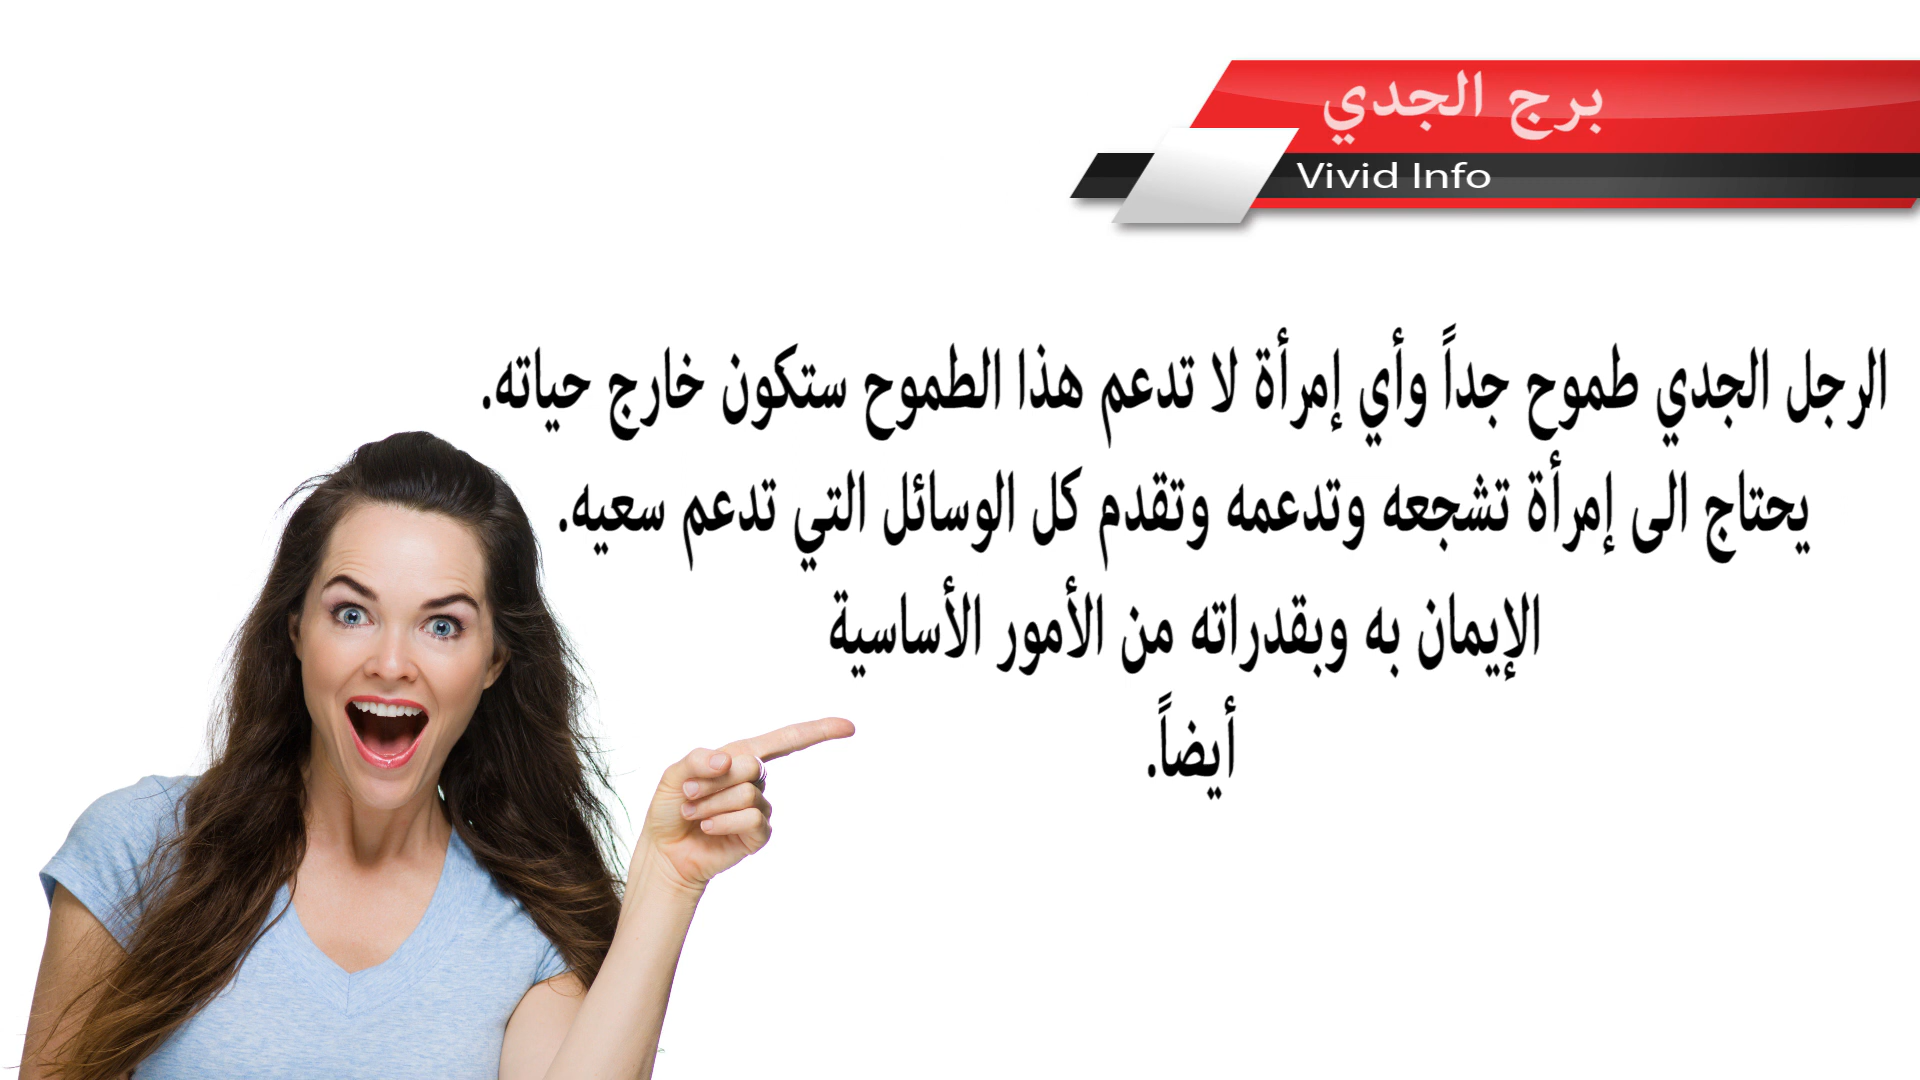 برج الجدي
Vivid Info
الرجل الجدي طموح جداً وأي إمرأة لا تدعم هذا الطموح ستكون خارج حياته.
يحتاج الى إمرأة تشجعه وتدعمه وتقدم كل الوسائل التي تدعم سعيه.
الإيمان به وبقدراته من الأمور الأساسية
أيضاً.